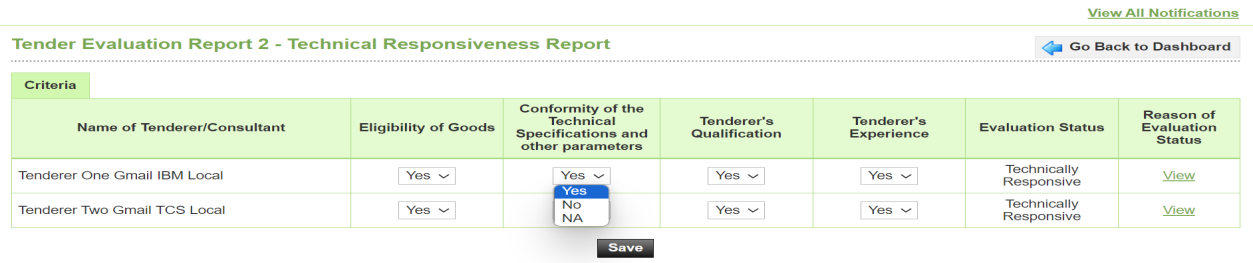 View All Notifications
Tender Evaluation Report 2 - Technical Responsiveness Report
Go Back to Dashboard
Criteria
Name of Tenderer/Consultant
Eligibility of Goods
Conformity of the
Technical
Specifications and
other parameters
Tenderer's
Qualification
Tenderer's
Experience
Evaluation Status
Reason of
Evaluation
Status
Tenderer One Gmail IBM Local
Yes
Yes
Yes
Yes
Technically
Responsive
View
Yes
No
NA
Tenderer Two Gmail TCS Local
Yes
Yes
Yes
Technically
Responsive
View
Save